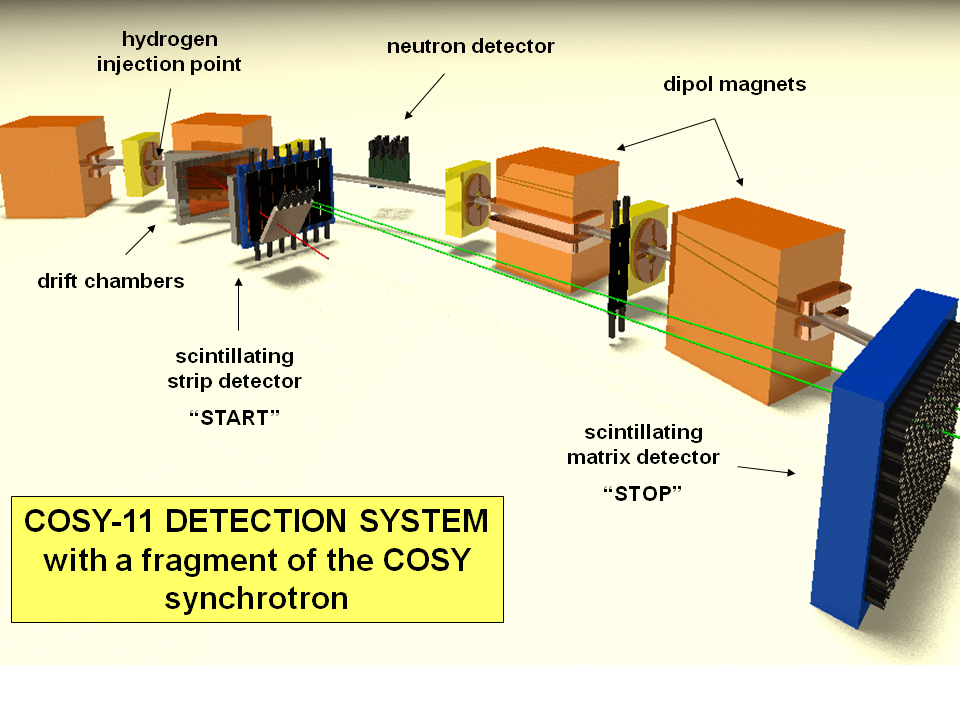 hydrogen
injection point
neutron detector
dipol magnets
drift chambers
scintillating
strip detector
“START”
scintillating
matrix detector
“STOP”
COSY-11 DETECTION SYSTEM
with a fragment of the COSY
synchrotron